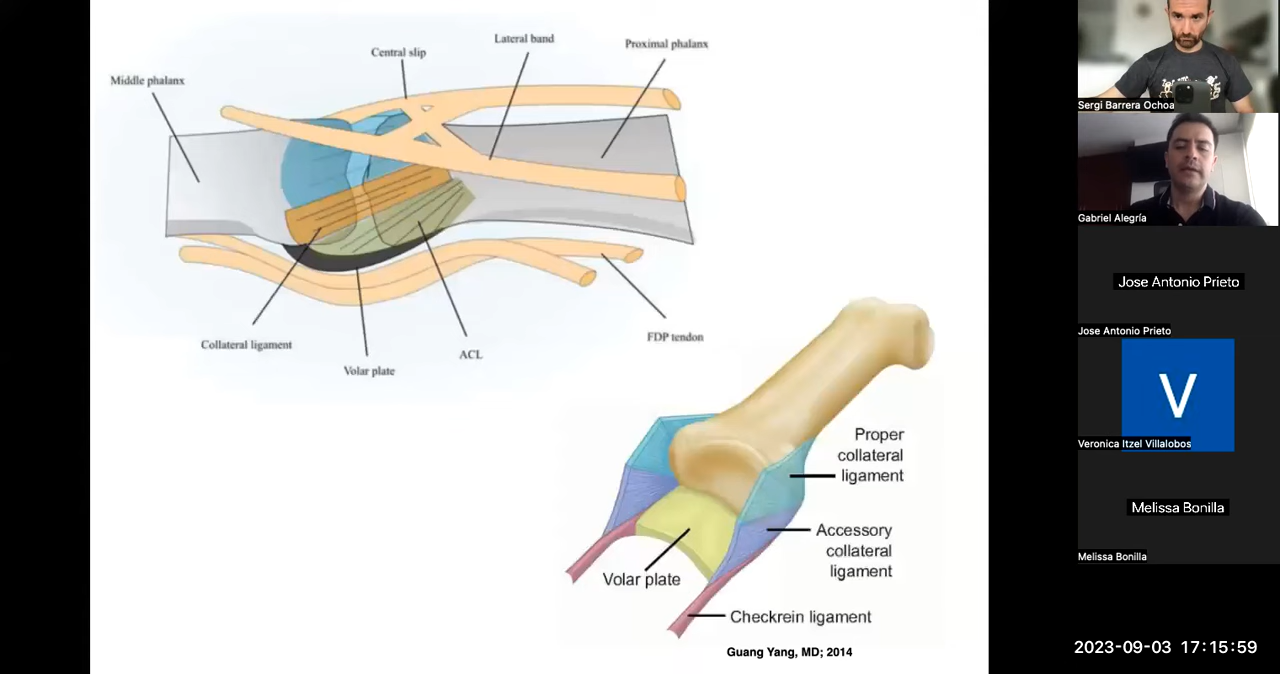 Central slip
Lateral band
Proximal phalanx
Middle phalanx
Collateral ligament
Volar plate
ACL
FDP tendon
Proper
collateral
ligament
Accessory
collateral
ligament
Volar plate
Checkrein ligament
Guang Yang, MD; 2014
Sergi Barrera Ochoa
Gabriel Alegría
Jose Antonio Prieto
Jose Antonio Prieto
V
Veronica Itzel Villalobos
Melissa Bonilla
Melissa Bonilla
2023-09-03 17:15:59